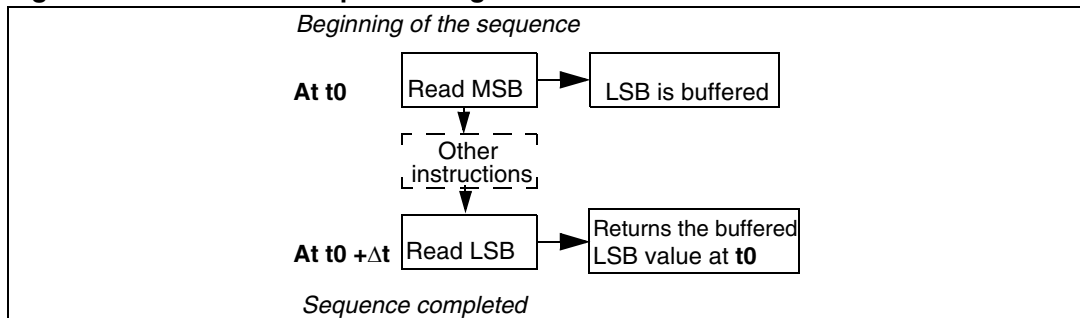 Beginning of the sequence
At t0
Read MSB
LSB is buffered
Other
instructions
At t0 +Δt
Read LSB
Returns the buffered
LSB value at t0
Sequence completed